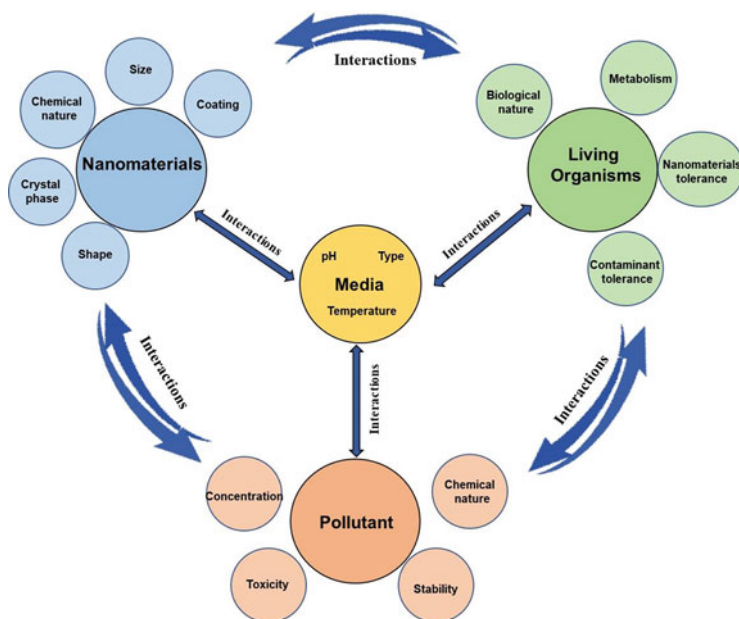 Interactions
Size
Coating
Chemical
nature
Nanomaterials
Crystal
phase
Shape
Metabolism
Biological
nature
Living
Organisms
Nanomaterials
tolerance
Contaminant
tolerance
Interactions
Interactions
pH Type
Media
Temperature
Interactions
Interactions
Interactions
Concentration
Chemical
nature
Pollutant
Toxicity
Stability